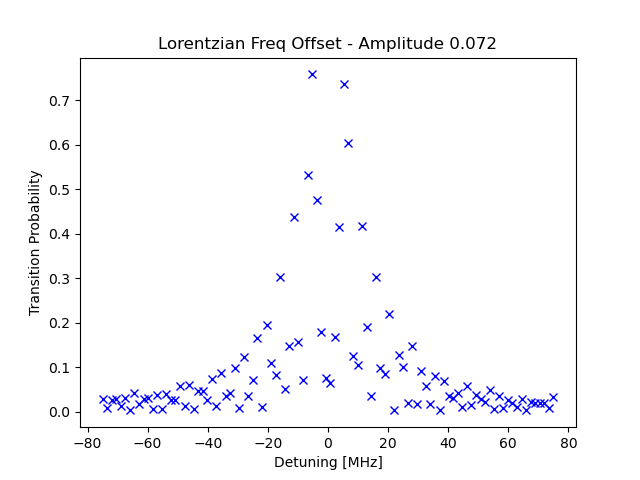 Lorentzian Freq Offset - Amplitude 0.072
Transition Probability
0.7
0.6
0.5
0.4
0.3
0.2
0.1
0.0
−80 −60 −40 −20 0 20 40 60 80
Detuning [MHz]